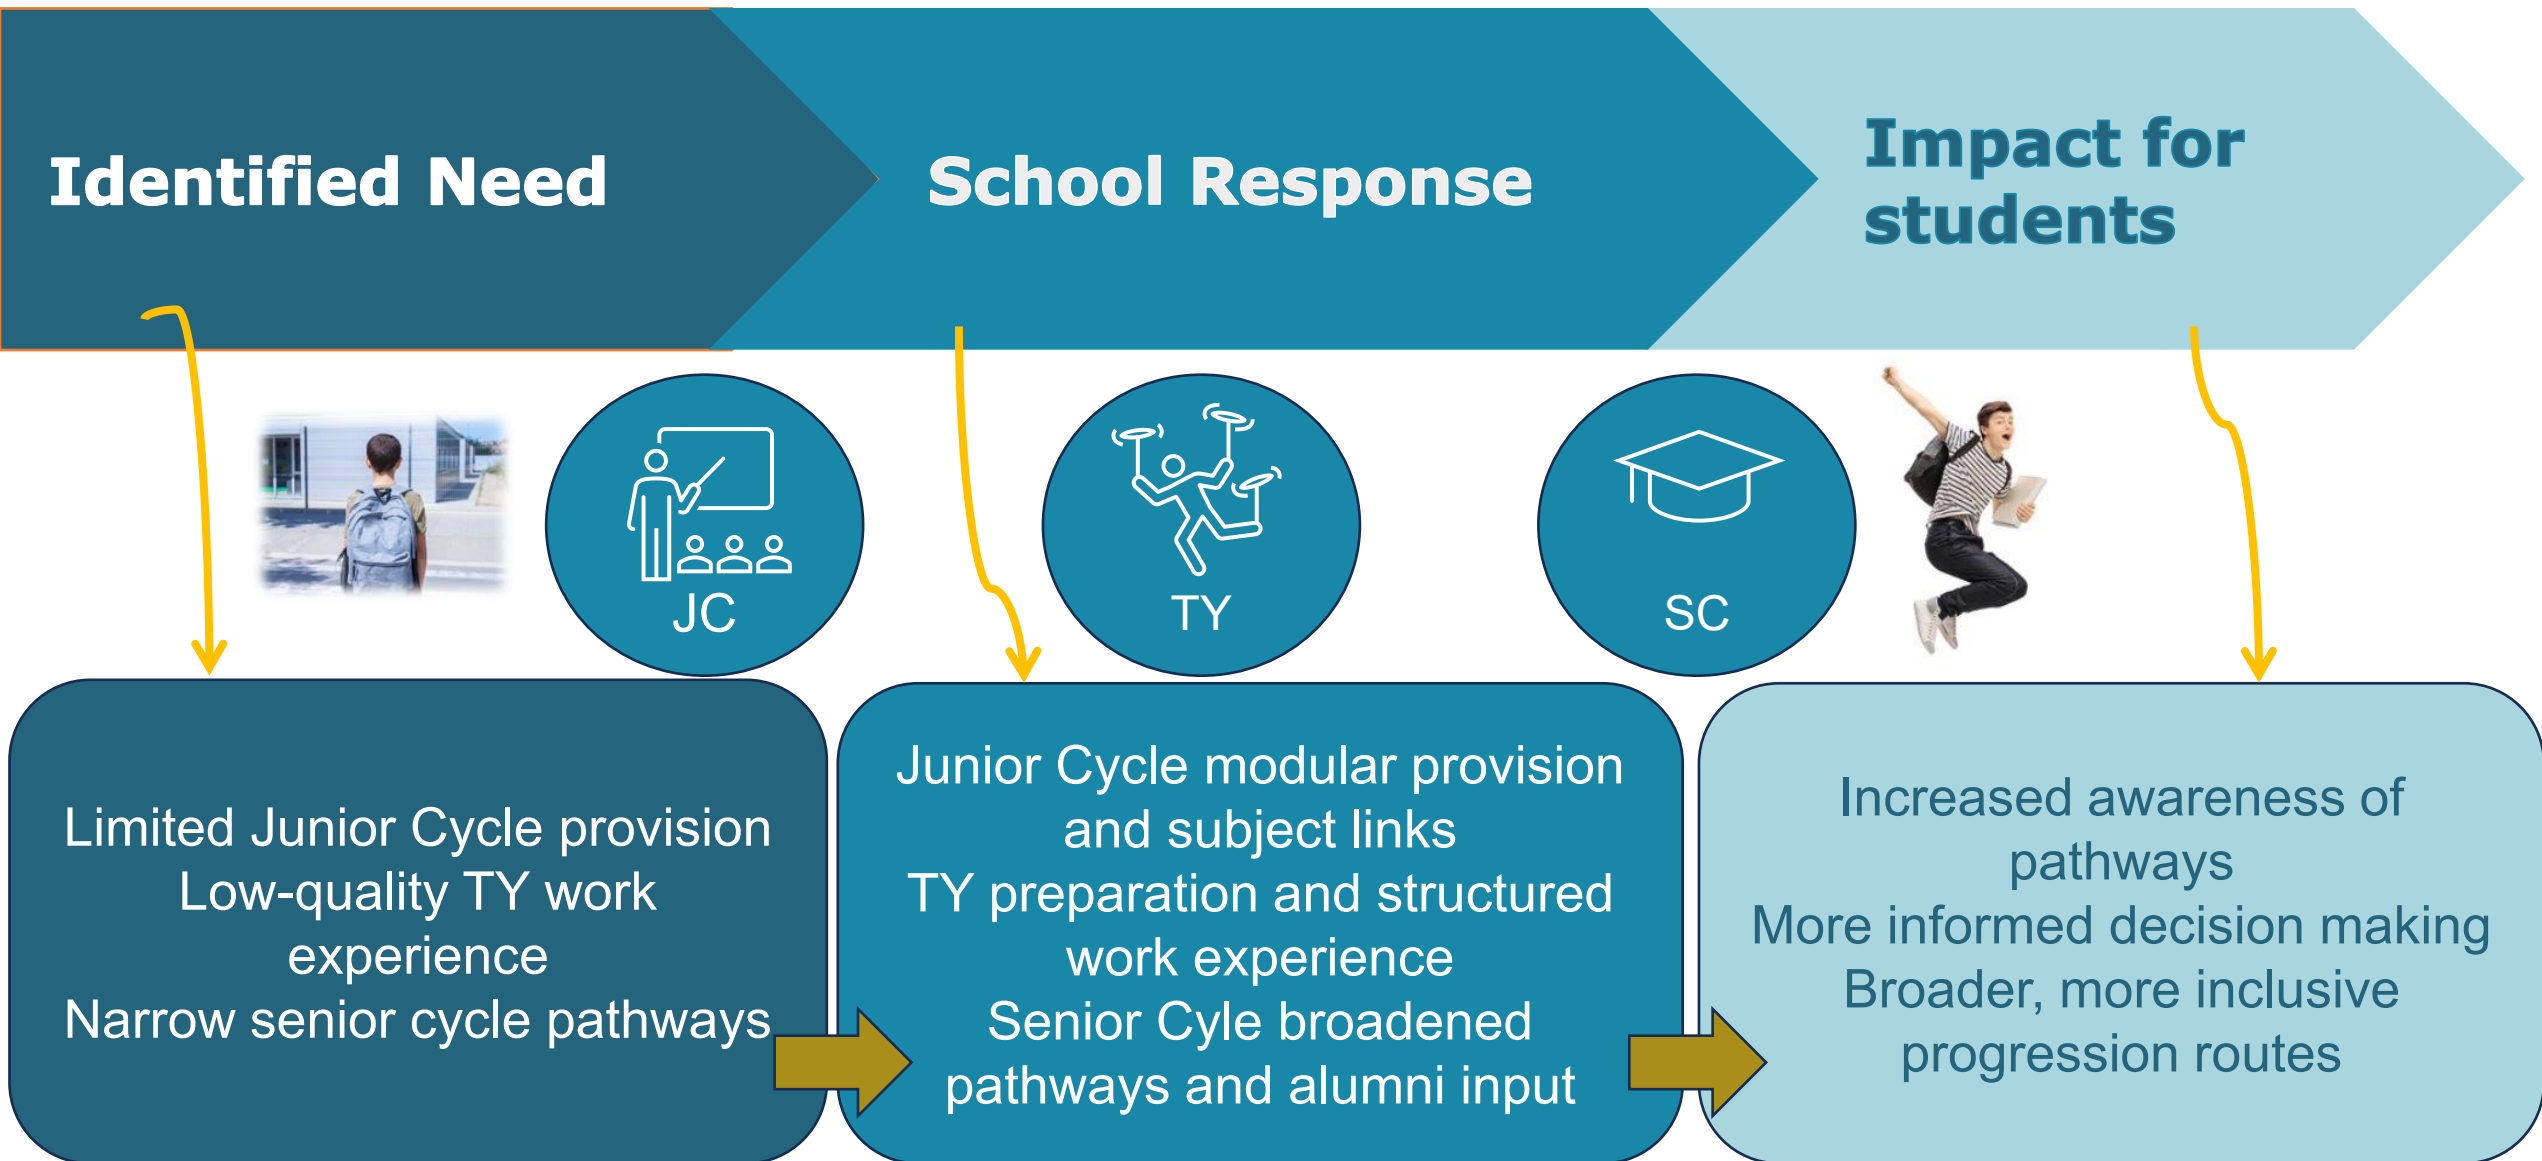 Identified Need
School Response
Impact for
students
JC
TY
SC
Limited Junior Cycle provision
Low-quality TY work
experience
Narrow senior cycle pathways
Junior Cycle modular provision
and subject links
TY preparation and structured
work experience
Senior Cyle broadened
pathways and alumni input
Increased awareness of
pathways
More informed decision making
Broader, more inclusive
progression routes